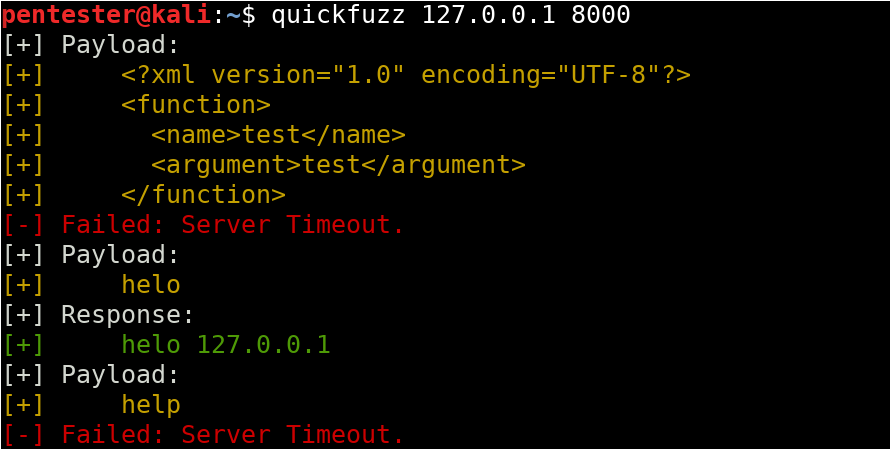 pentester@kali:~$ quickfuzz 127.0.0.1 8000
[+] Payload:
[+]     <?xml version="1.0" encoding="UTF-8"?>
[+]     <function>
[+]       <name>test</name>
[+]       <argument>test</argument>
[+]     </function>
[-] Failed: Server Timeout.
[+] Payload:
[+]     helo
[+] Response:
[+]     helo 127.0.0.1
[+] Payload:
[+]     help
[-] Failed: Server Timeout.